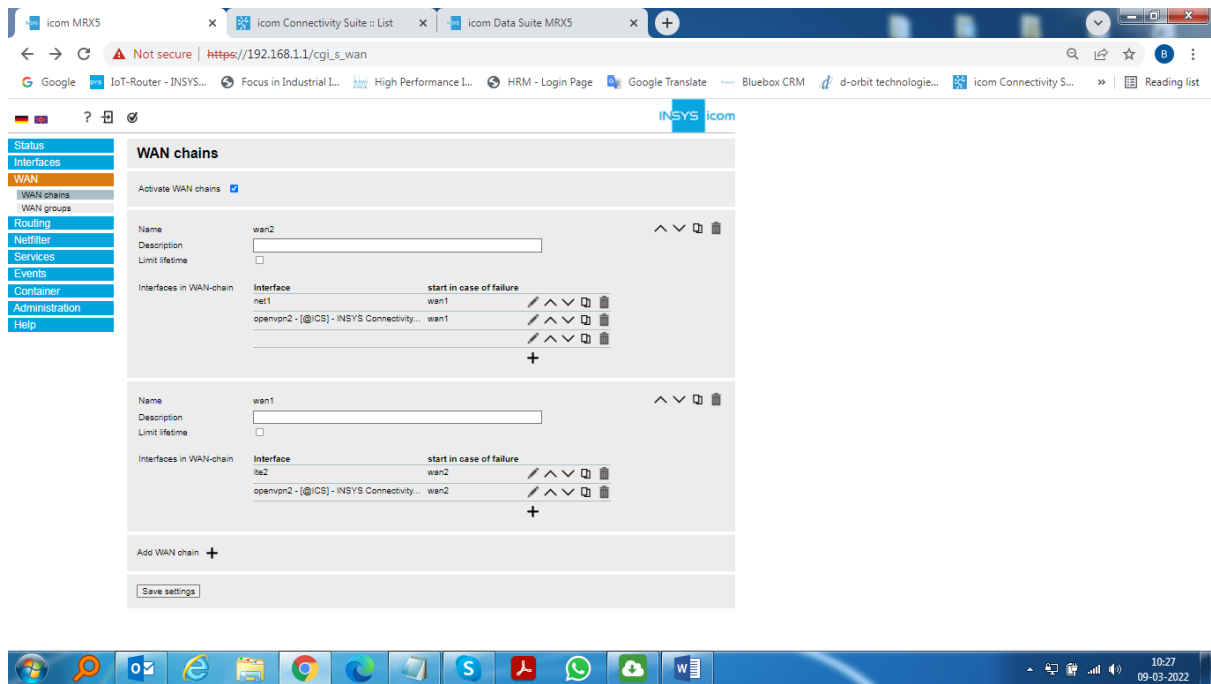 icom MRX5
icom Connectivity Suite :: List
icom Data Suite MRX5
Not secure | https://192.168.1.1/cgi_s_wan
B
Google
IoT-Router - INSYS...
Focus in Industrial I...
High Performance I...
HRM - Login Page
Google Translate
Bluebox CRM
d-orbit technologie...
icom Connectivity S...
»
Reading list
?
INSYS icom
Status
Interfaces
WAN
WAN chains
WAN groups
Routing
Netfilter
Services
Events
Container
Administration
Help
WAN chains
Activate WAN chains
Name wan2
Description
Limit lifetime
Interfaces in WAN-chain Interface start in case of failure
net1 wan1
openvpn2 - [@ICS] - INSYS Connectivity... wan1
Name wan1
Description
Limit lifetime
Interfaces in WAN-chain Interface start in case of failure
lte2 wan2
openvpn2 - [@ICS] - INSYS Connectivity... wan2
Add WAN chain
Save settings
10:27
09-03-2022